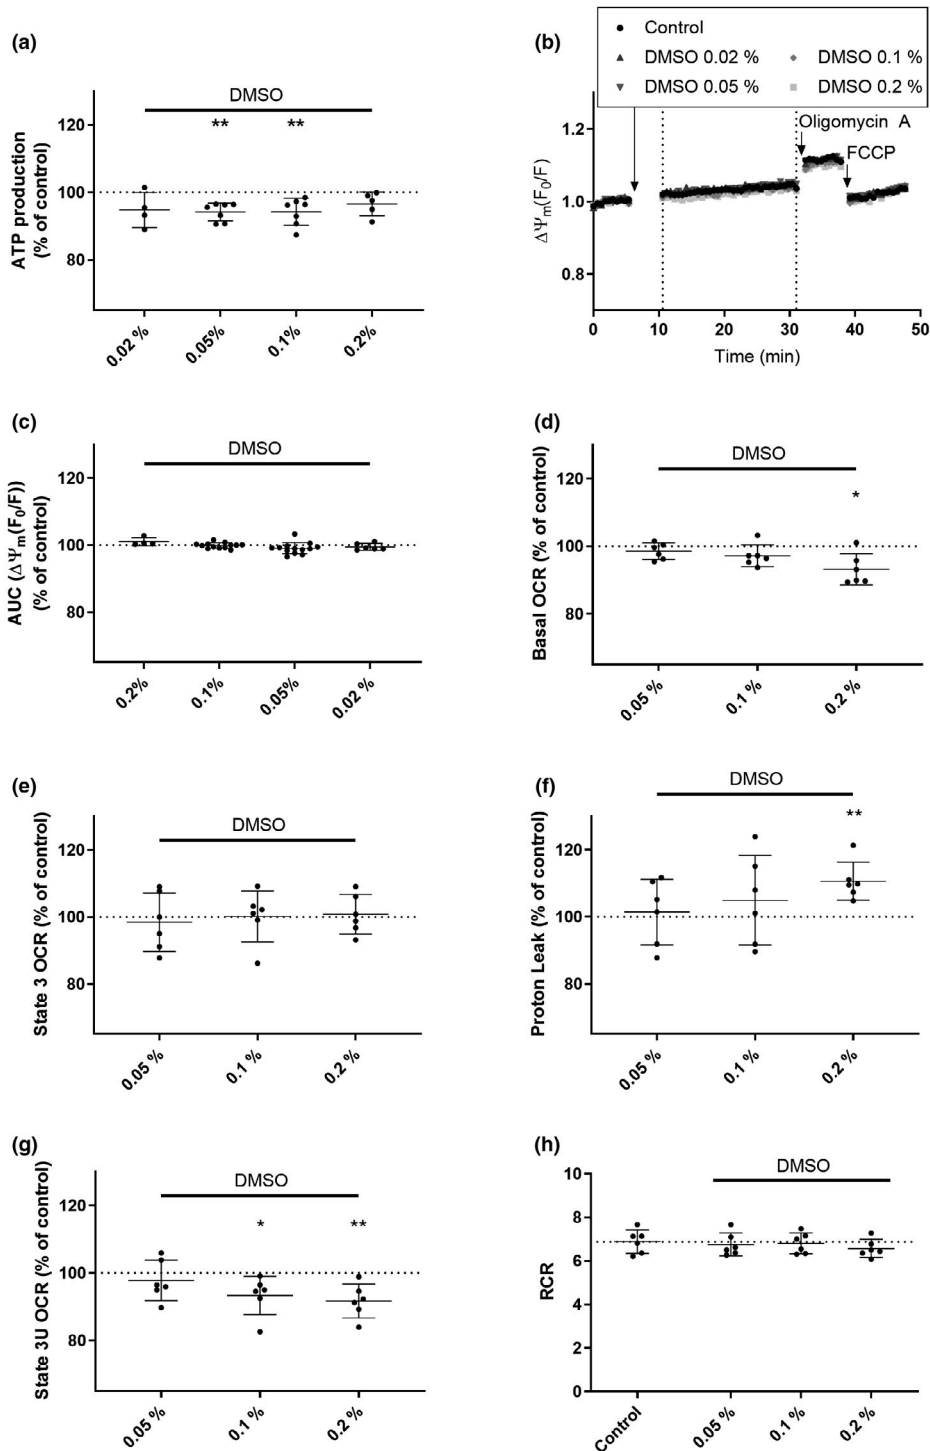 (a)
DMSO
120
**
**
100
80
ATP production
(% of control)
0.02 %
0.05%
0.1%
0.2%
(b)
Control
DMSO 0.02 %
DMSO 0.1 %
DMSO 0.05 %
DMSO 0.2 %
Oligomycin A
FCCP
1.2
1.0
0.8
ΔΨm(F0/F)
0
10
20
30
40
50
Time (min)
(c)
DMSO
120
100
80
AUC (ΔΨm(F0/F))
(% of control)
0.2%
0.1%
0.05%
0.02 %
(d)
DMSO
120
*
100
80
Basal OCR (% of control)
0.05 %
0.1 %
0.2 %
(e)
DMSO
120
100
80
State 3 OCR (% of control)
0.05 %
0.1 %
0.2 %
(f)
DMSO
**
120
100
80
Proton Leak (% of control)
0.05 %
0.1 %
0.2 %
(g)
DMSO
120
*
**
100
80
State 3U OCR (% of control)
0.05 %
0.1 %
0.2 %
(h)
DMSO
10
8
6
4
2
0
RCR
Control
0.05 %
0.1 %
0.2 %